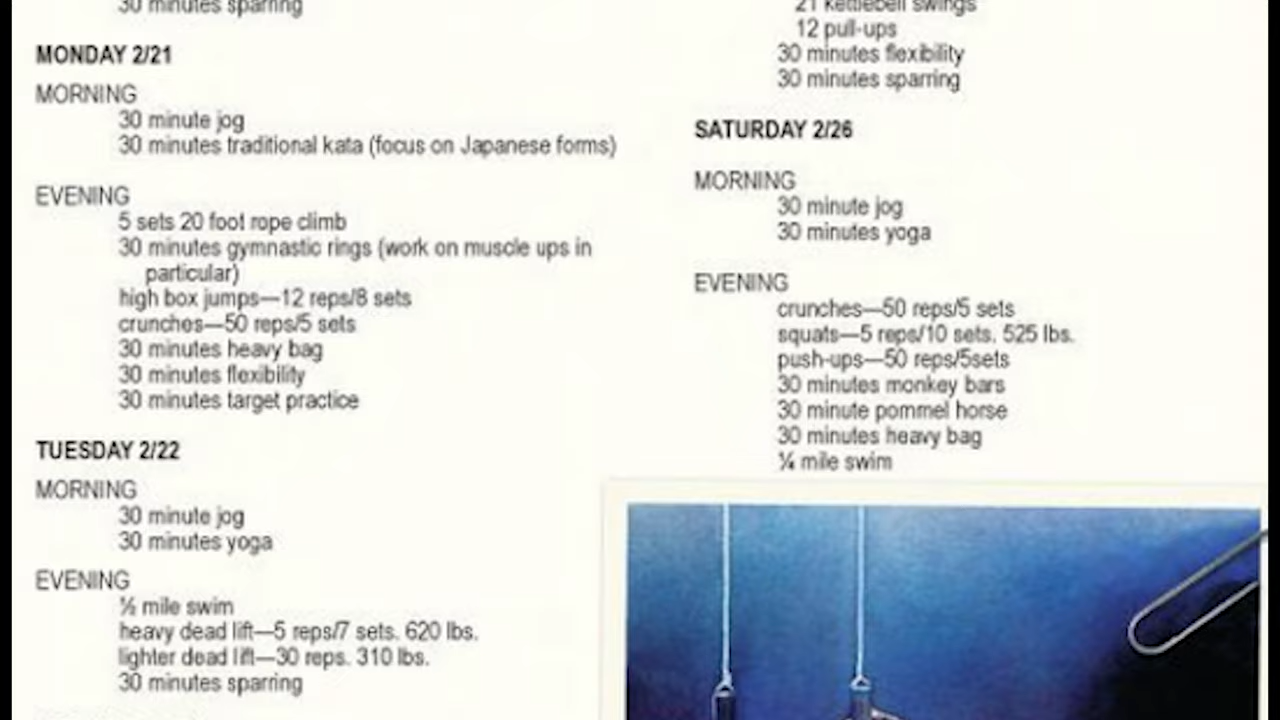 30 minutes sparring
MONDAY 2/21
MORNING
30 minute jog
30 minutes traditional kata (focus on Japanese forms)
EVENING
5 sets 20 foot rope climb
30 minutes gymnastic rings (work on muscle ups in
particular)
high box jumps—12 reps/8 sets
crunches—50 reps/5 sets
30 minutes heavy bag
30 minutes flexibility
30 minutes target practice
TUESDAY 2/22
MORNING
30 minute jog
30 minutes yoga
EVENING
½ mile swim
heavy dead lift—5 reps/7 sets. 620 lbs.
lighter dead lift—30 reps. 310 lbs.
30 minutes sparring
21 kettlebell swings
12 pull-ups
30 minutes flexibility
30 minutes sparring
SATURDAY 2/26
MORNING
30 minute jog
30 minutes yoga
EVENING
crunches—50 reps/5 sets
squats—5 reps/10 sets. 525 lbs.
push-ups—50 reps/5sets
30 minutes monkey bars
30 minute pommel horse
30 minutes heavy bag
¼ mile swim